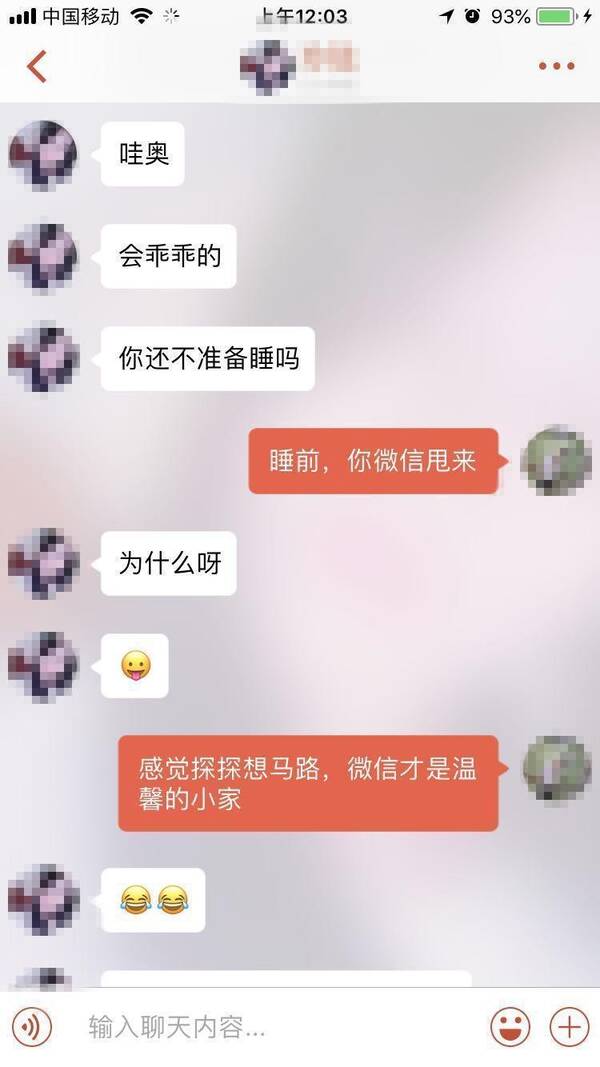 中国移动
上午12:03
93%
哇奥
会乖乖的
你还不准备睡吗
睡前，你微信甩来
为什么呀
😛
感觉探探想马路，微信才是温
馨的小家
😂😂
输入聊天内容...